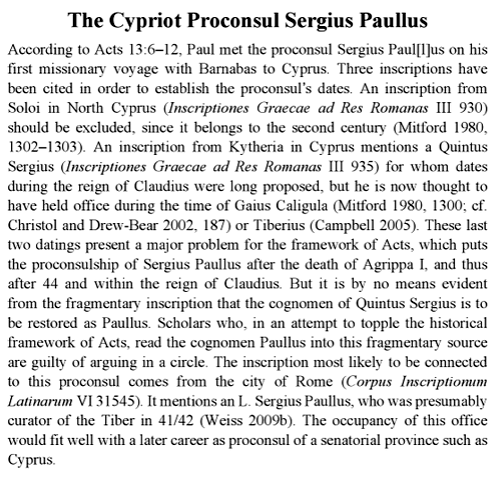 The Cypriot Proconsul Sergius Paullus
According to Acts 13:6–12, Paul met the proconsul Sergius Paul[l]us on his
first missionary voyage with Barnabas to Cyprus. Three inscriptions have
been cited in order to establish the proconsul's dates. An inscription from
Soloi in North Cyprus (Inscriptiones Graecae ad Res Romanas III 930)
should be excluded, since it belongs to the second century (Mitford 1980,
1302–1303). An inscription from Kytheria in Cyprus mentions a Quintus
Sergius (Inscriptiones Graecae ad Res Romanas III 935) for whom dates
during the reign of Claudius were long proposed, but he is now thought to
have held office during the time of Gaius Caligula (Mitford 1980, 1300; cf.
Christol and Drew-Bear 2002, 187) or Tiberius (Campbell 2005). These last
two datings present a major problem for the framework of Acts, which puts
the proconsulship of Sergius Paullus after the death of Agrippa I, and thus
after 44 and within the reign of Claudius. But it is by no means evident
from the fragmentary inscription that the cognomen of Quintus Sergius is to
be restored as Paullus. Scholars who, in an attempt to topple the historical
framework of Acts, read the cognomen Paullus into this fragmentary source
are guilty of arguing in a circle. The inscription most likely to be connected
to this proconsul comes from the city of Rome (Corpus Inscriptionum
Latinarum VI 31545). It mentions an L. Sergius Paullus, who was presumably
curator of the Tiber in 41/42 (Weiss 2009b). The occupancy of this office
would fit well with a later career as proconsul of a senatorial province such as
Cyprus.